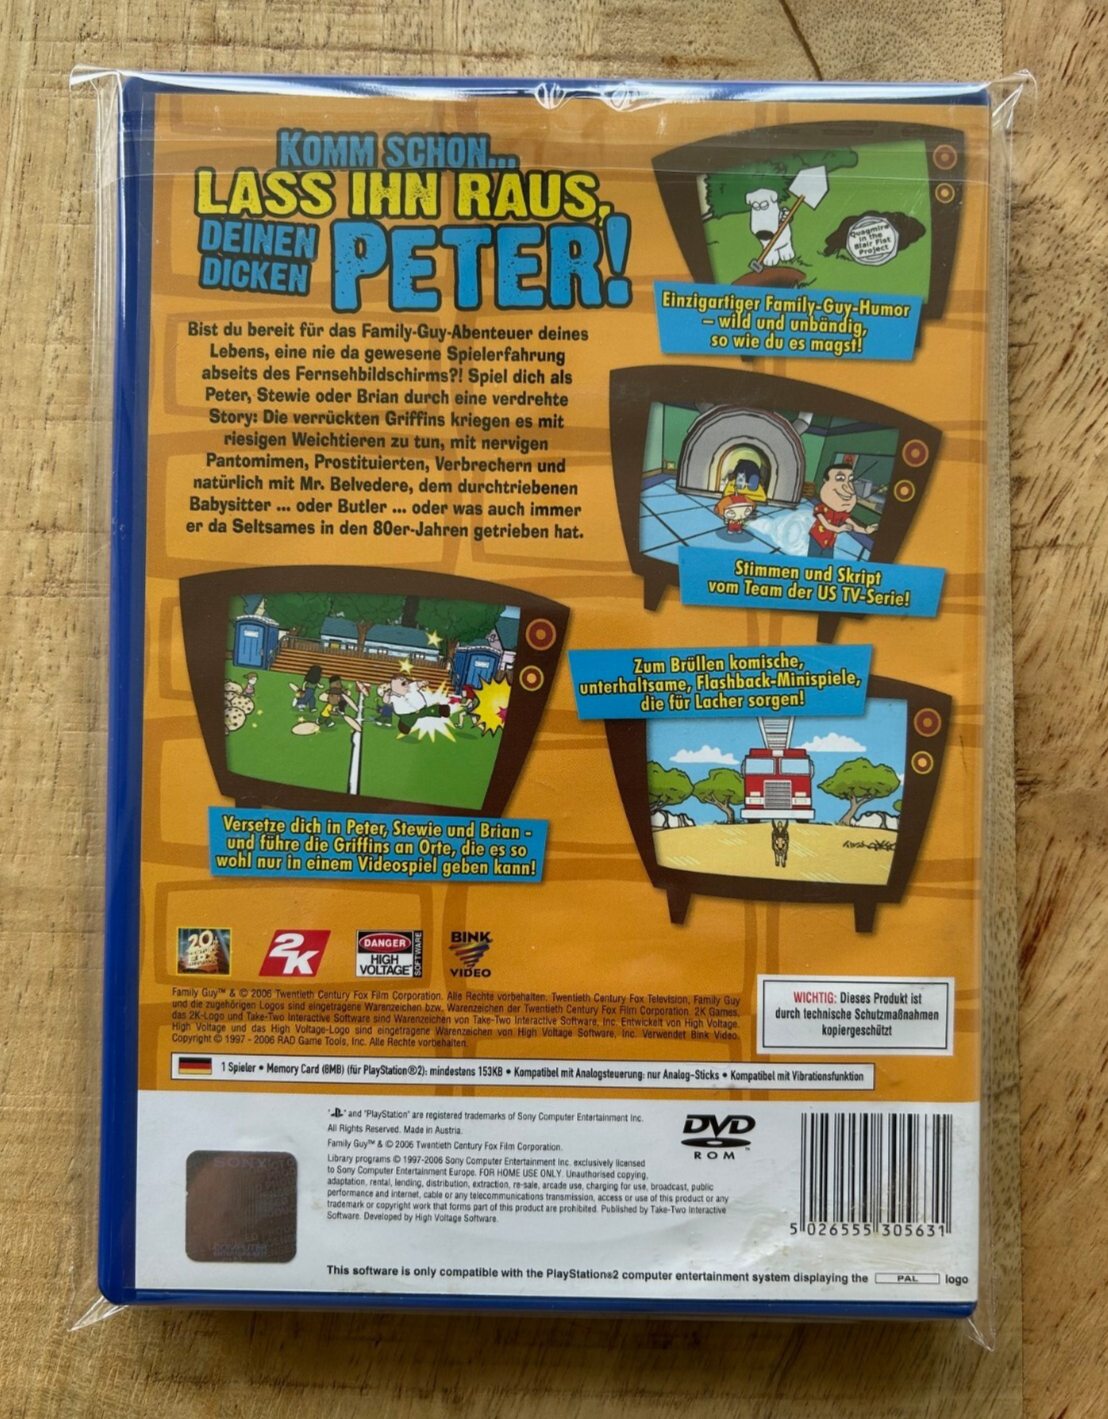 KOMM SCHON...
LASS IHN RAUS,
DEINEN
DICKEN
PETER!
Bist du bereit für das Family-Guy-Abenteuer deines
Lebens, eine nie da gewesene Spielerfahrung
abseits des Fernsehbildschirms?! Spiel dich als
Peter, Stewie oder Brian durch eine verdrehte
Story: Die verrückten Griffins kriegen es mit
riesigen Weichtieren zu tun, mit nervigen
Pantomimen, Prostituierten, Verbrechern und
natürlich mit Mr. Belvedere, dem durchtriebenen
Babysitter ... oder Butler ... oder was auch immer
er da Seltsames in den 80er-Jahren getrieben hat.
Quagmire
in the
Blair Fist
Project
Einzigartiger Family-Guy-Humor
– wild und unbändig,
so wie du es magst!
Stimmen und Skript
vom Team der US TV-Serie!
Zum Brüllen komische,
unterhaltsame, Flashback-Minispiele,
die für Lacher sorgen!
Versetze dich in Peter, Stewie und Brian -
und führe die Griffins an Orte, die es so
wohl nur in einem Videospiel geben kann!
20
2K
DANGER
HIGH
VOLTAGE
SOFTWARE
BINK
VIDEO
Family Guy™ & © 2006 Twentieth Century Fox Film Corporation. Alle Rechte vorbehalten. Twentieth Century Fox Television, Family Guy
und die zugehörigen Logos sind eingetragene Warenzeichen bzw. Warenzeichen der Twentieth Century Fox Film Corporation. 2K Games,
das 2K-Logo und Take-Two Interactive Software sind Warenzeichen von Take-Two Interactive Software, Inc. Entwickelt von High Voltage.
High Voltage und das High Voltage-Logo sind eingetragene Warenzeichen von High Voltage Software, Inc. Verwendet Bink Video.
Copyright © 1997 - 2006 RAD Game Tools, Inc. Alle Rechte vorbehalten.
WICHTIG: Dieses Produkt ist
durch technische Schutzmaßnahmen
kopiergeschützt
1 Spieler • Memory Card (8MB) (für PlayStation®2): mindestens 153KB • Kompatibel mit Analogsteuerung: nur Analog-Sticks • Kompatibel mit Vibrationsfunktion
" " and "PlayStation" are registered trademarks of Sony Computer Entertainment Inc.
All Rights Reserved. Made in Austria.
Family Guy™ & © 2006 Twentieth Century Fox Film Corporation.
Library programs © 1997-2006 Sony Computer Entertainment Inc. exclusively licensed
to Sony Computer Entertainment Europe. FOR HOME USE ONLY. Unauthorised copying,
adaptation, rental, lending, distribution, extraction, re-sale, arcade use, charging for use, broadcast, public
performance and internet, cable or any telecommunications transmission, access or use of this product or any
trademark or copyright work that forms part of this product are prohibited. Published by Take-Two Interactive
Software. Developed by High Voltage Software.
DVD
ROM
SONY
COMPUTER
5 026555 305631
This software is only compatible with the PlayStation®2 computer entertainment system displaying the PAL logo